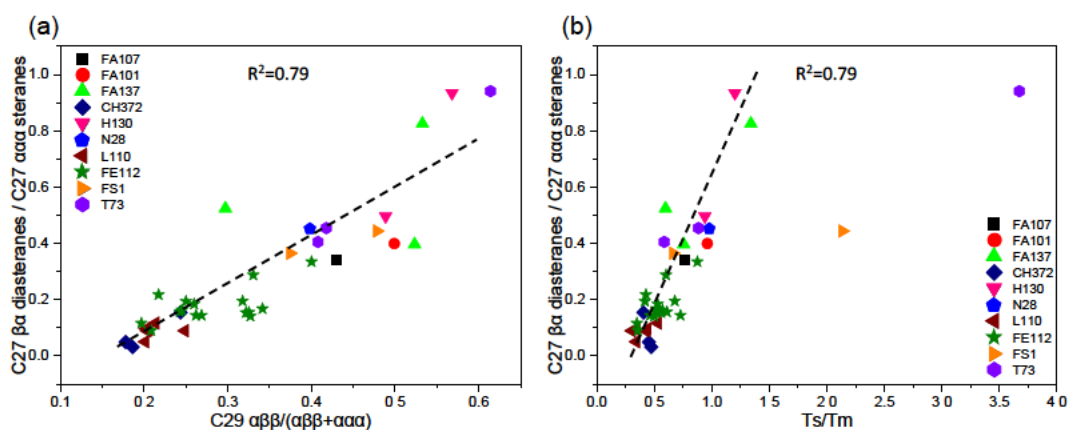 (a)
C27 βα diasteranes / C27 ααα steranes
1.0
0.8
0.6
0.4
0.2
0.0
FA107
FA101
FA137
CH372
H130
N28
L110
FE112
FS1
T73
R²=0.79
0 1 0 2 0 3 0 4 0 5 0.6
C29 αββ/(αββ+ααα)
(b)
C27 βα diasteranes / C27 ααα steranes
1.0
0.8
0.6
0.4
0.2
0.0
R²=0.79
FA107
FA101
FA137
CH372
H130
N28
L110
FE112
FS1
T73
0 0 0 5 1.0 1 5 2.0 2 5 3.0 3 5 4 0
Ts/Tm